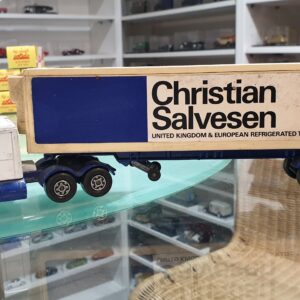 Christian
Salvesen
UNITED KINGDOM & EUROPEAN REFRIGERATED